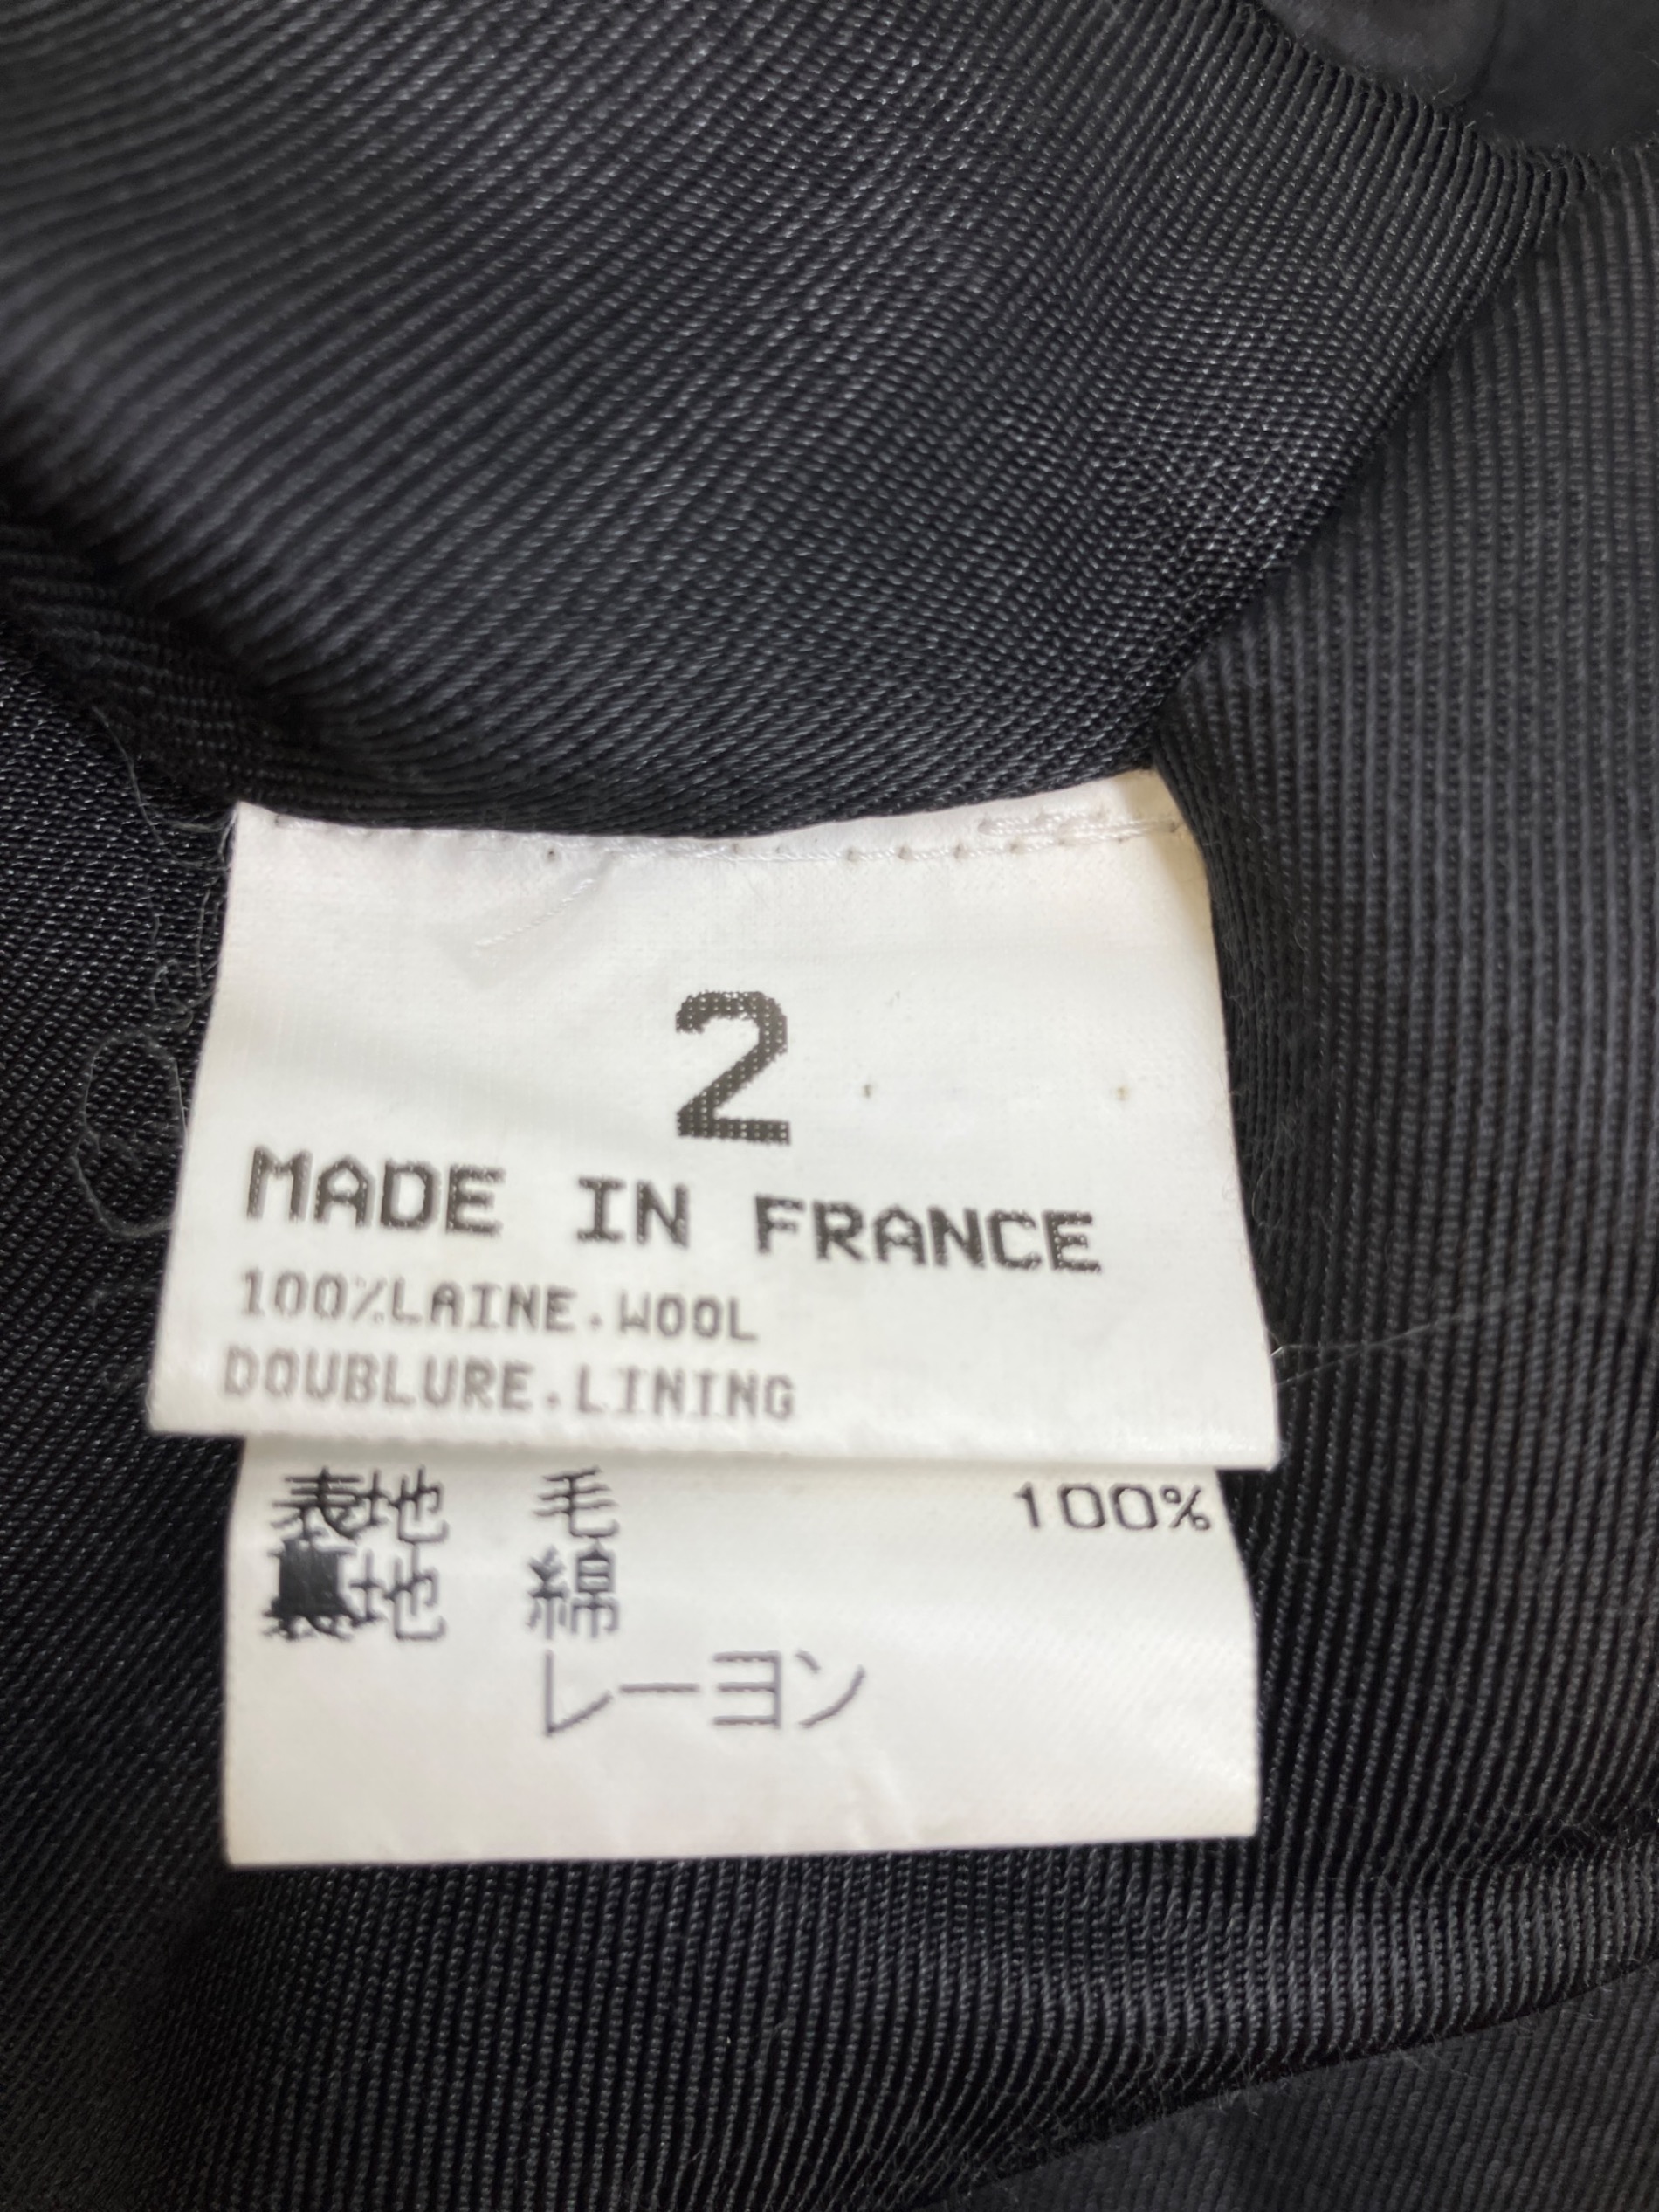 2
MADE IN FRANCE
100%LAINE.WOOL
DOUBLURE.LINING
表地 毛 100%
裏地 綿
レーヨン